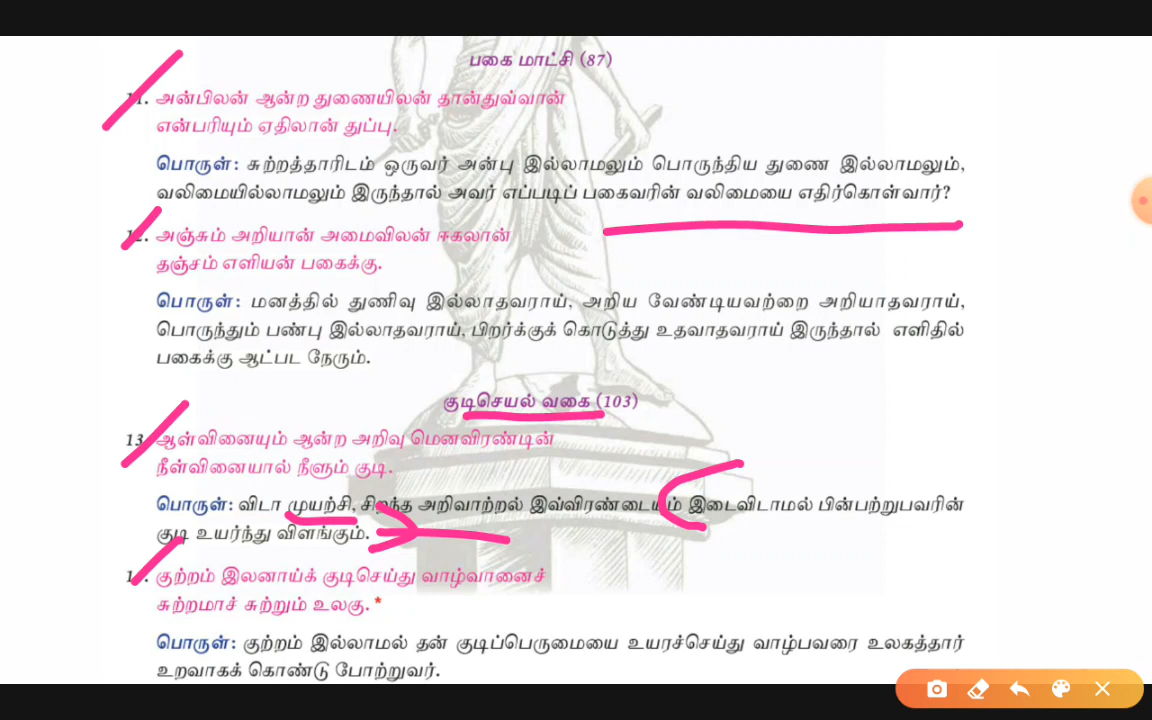 பகை மாட்சி (87)
11. அன்பிலன் ஆன்ற துணையிலன் தான்துவ்வான்
என்பரியும் ஏதிலான் துப்பு.
பொருள்: சுற்றத்தாரிடம் ஒருவர் அன்பு இல்லாமலும் பொருந்திய துணை இல்லாமலும்,
வலிமையில்லாமலும் இருந்தால் அவர் எப்படிப் பகைவரின் வலிமையை எதிர்கொள்வார்?
12. அஞ்சும் அறியான் அமைவிலன் ஈகலான்
தஞ்சம் எளியன் பகைக்கு.
பொருள்: மனத்தில் துணிவு இல்லாதவராய், அறிய வேண்டியவற்றை அறியாதவராய்,
பொருந்தும் பண்பு இல்லாதவராய், பிறர்க்குக் கொடுத்து உதவாதவராய் இருந்தால் எளிதில்
பகைக்கு ஆட்பட நேரும்.
குடிசெயல் வகை (103)
13. ஆள்வினையும் ஆன்ற அறிவு மெனவிரண்டின்
நீள்வினையால் நீளும் குடி.
பொருள்: விடா முயற்சி, சிறந்த அறிவாற்றல் இவ்விரண்டையும் இடைவிடாமல் பின்பற்றுபவரின்
குடி உயர்ந்து விளங்கும்.
14. குற்றம் இலனாய்க் குடிசெய்து வாழ்வானைச்
சுற்றமாச் சுற்றும் உலகு.*
பொருள்: குற்றம் இல்லாமல் தன் குடிப்பெருமையை உயரச்செய்து வாழ்பவரை உலகத்தார்
உறவாகக் கொண்டு போற்றுவர்.